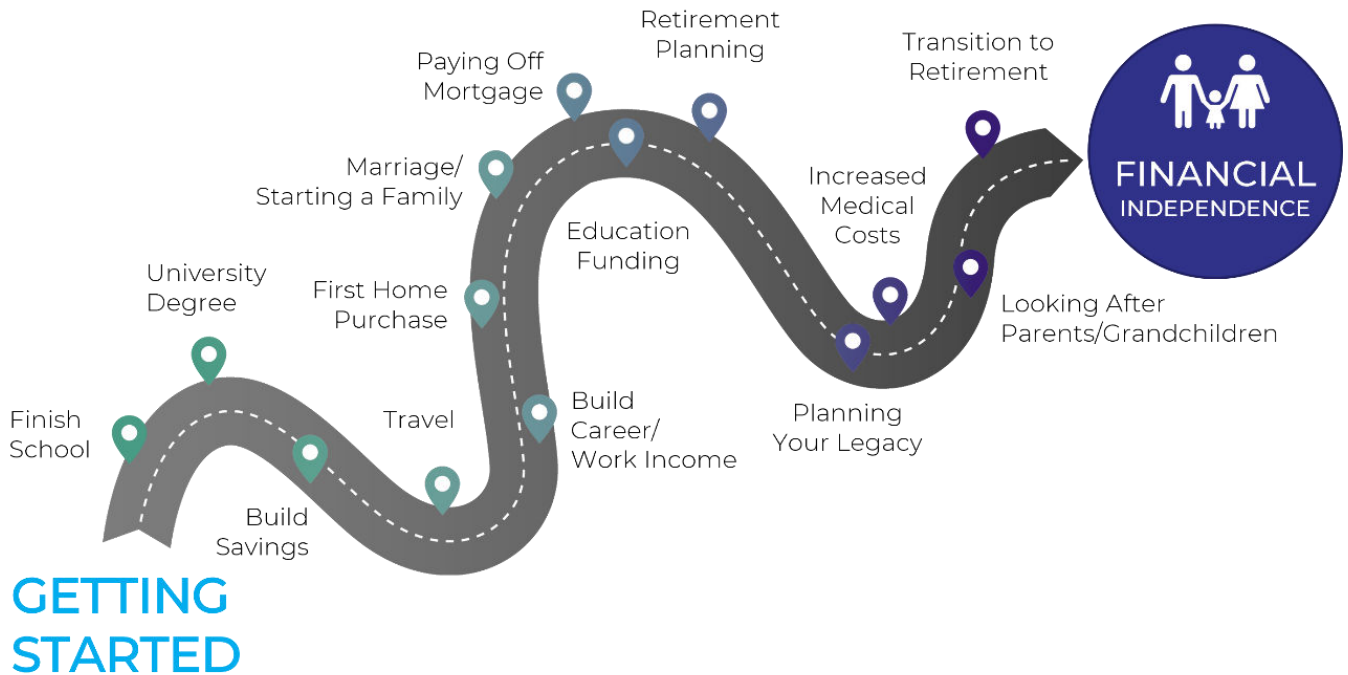 GETTING
STARTED
Finish
School
University
Degree
Build
Savings
Travel
Build
Career/
Work Income
First Home
Purchase
Marriage/
Starting a Family
Paying Off
Mortgage
Education
Funding
Retirement
Planning
Planning
Your Legacy
Increased
Medical
Costs
Looking After
Parents/Grandchildren
Transition to
Retirement
FINANCIAL
INDEPENDENCE